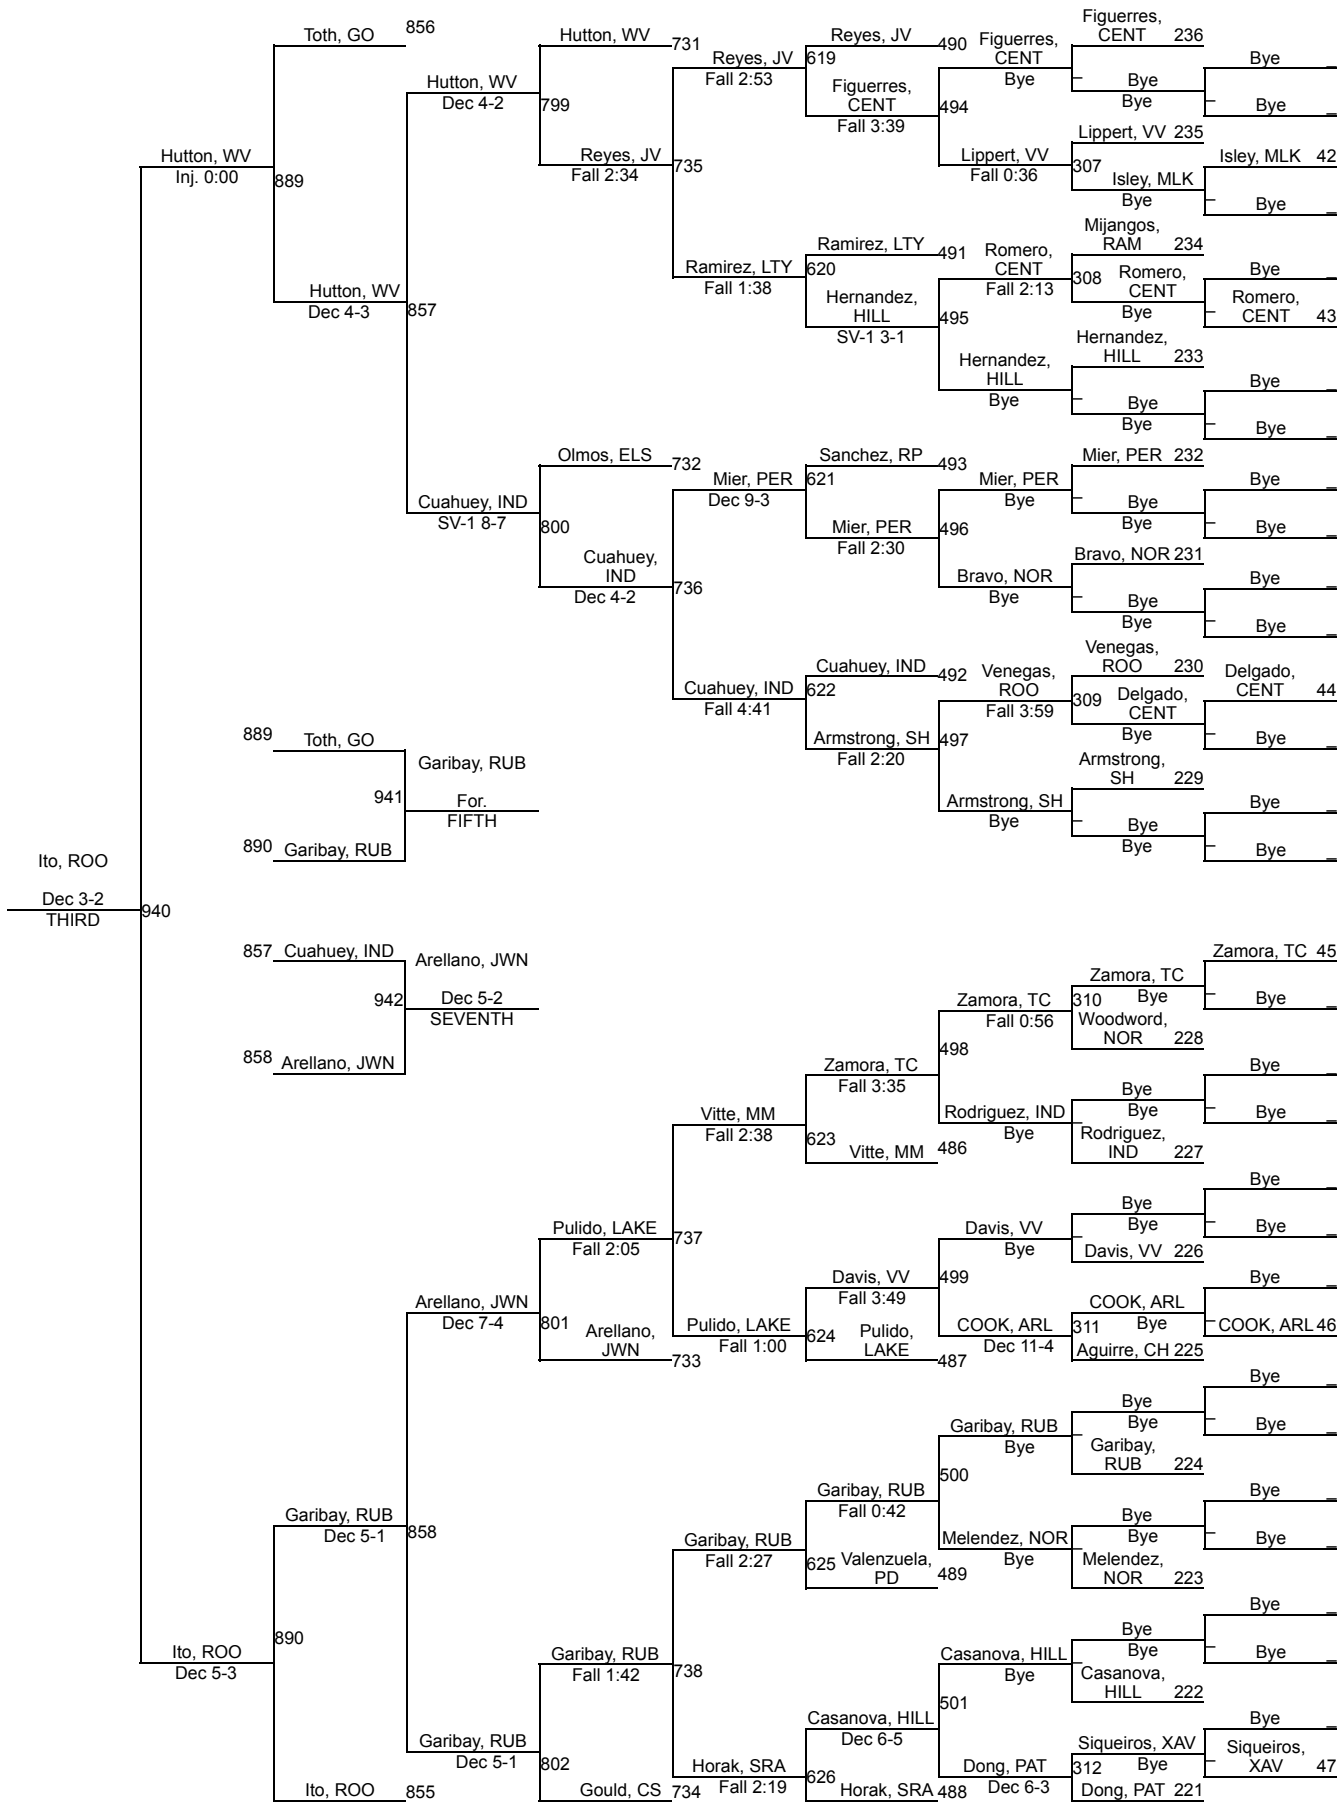 Toth, GO 856
Hutton, WV 731
Reyes, JV 490
Figuerres,
CENT 236
Figuerres,
CENT
Bye
Bye
Reyes, JV
Fall 2:53
619
Bye
Bye
Bye
Hutton, WV
Dec 4-2
799
Figuerres,
CENT
Fall 3:39
494
Lippert, VV 235
Isley, MLK 42
Hutton, WV
Inj. 0:00
889
Reyes, JV
Fall 2:34
735
Lippert, VV
Fall 0:36
307
Isley, MLK
Bye
Bye
Mijangos,
RAM 234
Ramirez, LTY 491
Romero,
CENT
Fall 2:13
308
Bye
Ramirez, LTY
Fall 1:38
620
Romero,
CENT
Bye
Romero,
CENT 43
Hutton, WV
Dec 4-3
857
Hernandez,
HILL
SV-1 3-1
495
Hernandez,
HILL 233
Hernandez,
HILL
Bye
Bye
Bye
Bye
Bye
Olmos, ELS 732
Sanchez, RP 493
Mier, PER 232
Mier, PER
Dec 9-3
621
Mier, PER
Bye
Bye
Cuahuey, IND
SV-1 8-7
800
Bye
Bye
Bye
Mier, PER
Fall 2:30
496
Bravo, NOR 231
Cuahuey,
IND
Dec 4-2
736
Bravo, NOR
Bye
Bye
Bye
Bye
Bye
Venegas,
ROO 230
Cuahuey, IND 492
Venegas,
ROO
Fall 3:59
309
Delgado,
CENT 44
Cuahuey, IND
Fall 4:41
622
Delgado,
CENT
Bye
Bye
889 Toth, GO
Armstrong, SH
Fall 2:20
497
Garibay, RUB
Armstrong,
SH 229
941
For.
FIFTH
Armstrong, SH
Bye
Bye
Bye
Bye
Bye
890 Garibay, RUB
Ito, ROO
Dec 3-2
THIRD
940
857 Cuahuey, IND
Arellano, JWN
Zamora, TC 45
942
Dec 5-2
SEVENTH
Zamora, TC
Fall 0:56
310
Zamora, TC
Bye
Bye
Woodword,
NOR 228
858 Arellano, JWN
498
Zamora, TC
Fall 3:35
Bye
Bye
Bye
Bye
Vitte, MM
Fall 2:38
623
Rodriguez, IND
Bye
Rodriguez,
IND 227
Vitte, MM 486
Bye
Bye
Bye
Bye
Pulido, LAKE
Fall 2:05
737
Davis, VV
Bye
Davis, VV 226
Davis, VV
Fall 3:49
499
Bye
Arellano, JWN
Dec 7-4
801
COOK, ARL
Bye
COOK, ARL 46
Arellano,
JWN 733
Pulido, LAKE
Fall 1:00
624
Pulido,
LAKE 487
COOK, ARL
Dec 11-4
311
Aguirre, CH 225
Bye
Bye
Bye
Bye
Garibay, RUB
Bye
Garibay,
RUB 224
500
Garibay, RUB
Fall 0:42
Bye
Garibay, RUB
Dec 5-1
858
Garibay, RUB
Fall 2:27
625
Valenzuela,
PD 489
Melendez, NOR
Bye
Bye
Bye
Bye
Melendez,
NOR 223
Bye
890
Ito, ROO
Dec 5-3
Garibay, RUB
Fall 1:42
738
Casanova, HILL
Bye
Bye
Bye
Bye
Casanova,
HILL 222
501
Casanova, HILL
Dec 6-5
Bye
Garibay, RUB
Dec 5-1
802
Horak, SRA
Fall 2:19
626
Dong, PAT
Dec 6-3
312
Siqueiros, XAV
Bye
Siqueiros,
XAV 47
Ito, ROO 855
Gould, CS 734
Horak, SRA 488
Dong, PAT 221